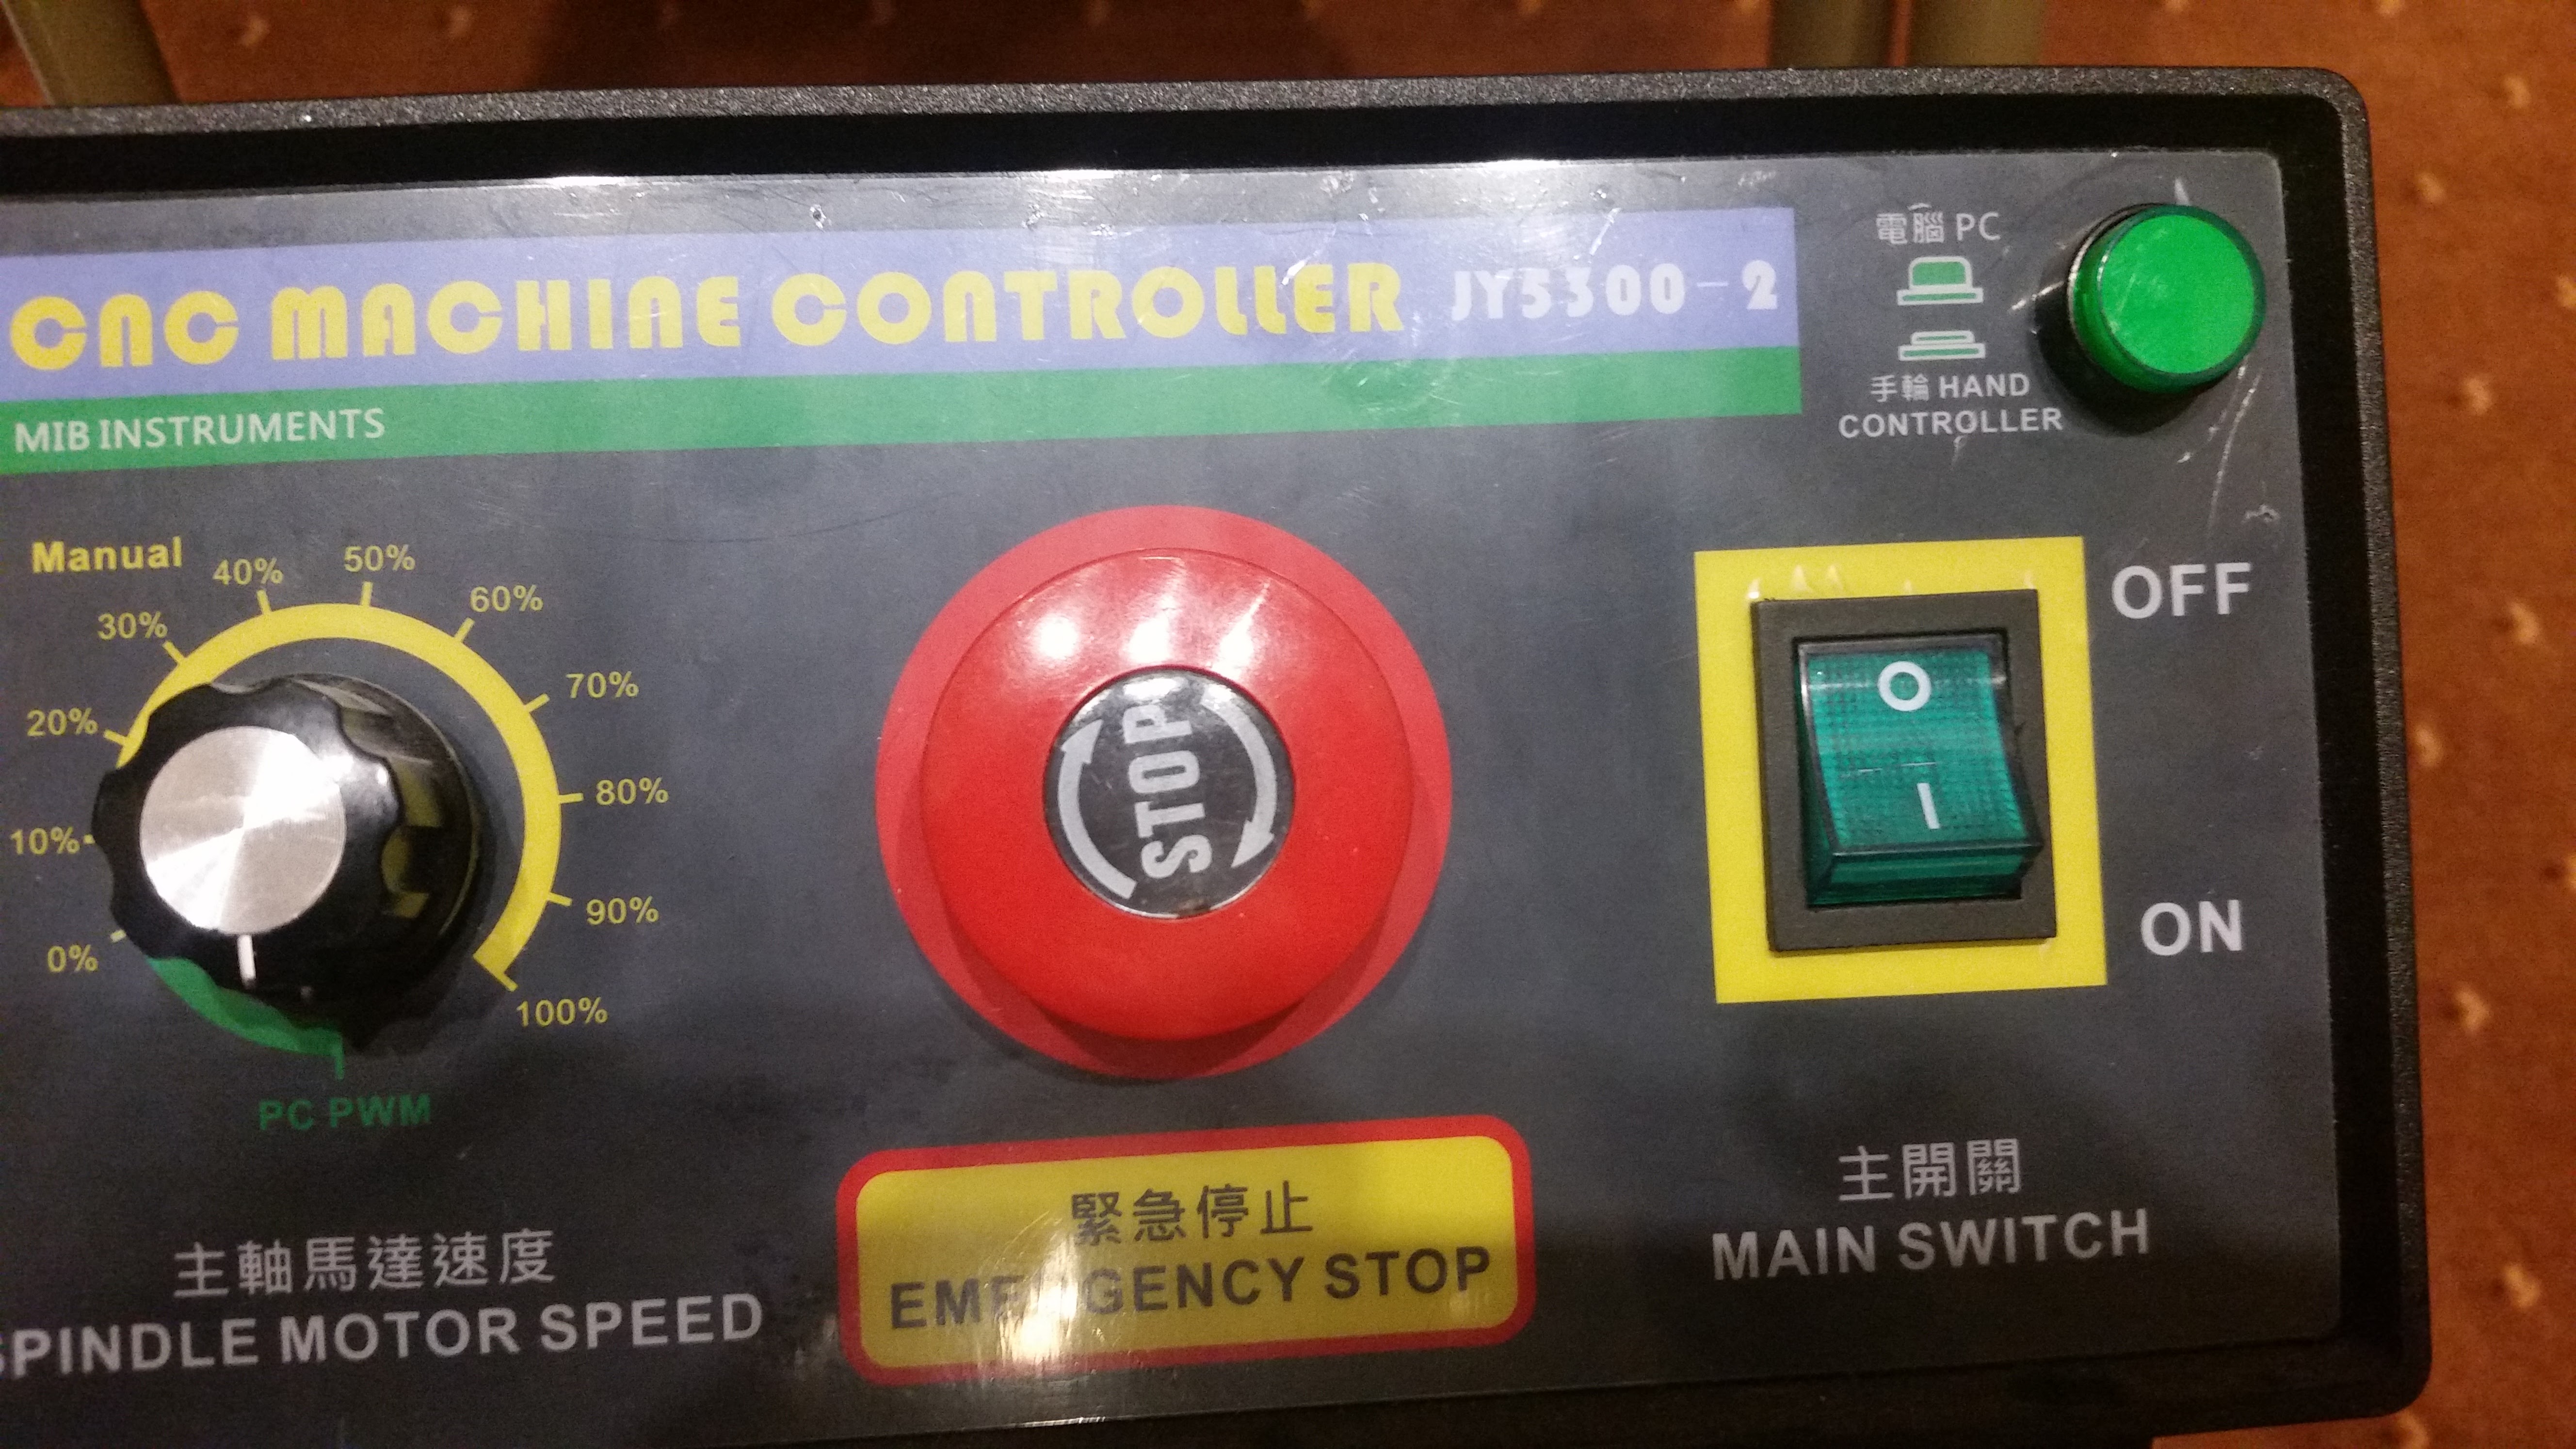 CNC MACHINE CONTROLLER JY5300-2
MIB INSTRUMENTS
電腦 PC
手輪 HAND
CONTROLLER
Manual
0%
10%
20%
30%
40%
50%
60%
70%
80%
90%
100%
PC PWM
主軸馬達速度
SPINDLE MOTOR SPEED
STOP
緊急停止
EMERGENCY STOP
OFF
O
I
ON
主開關
MAIN SWITCH